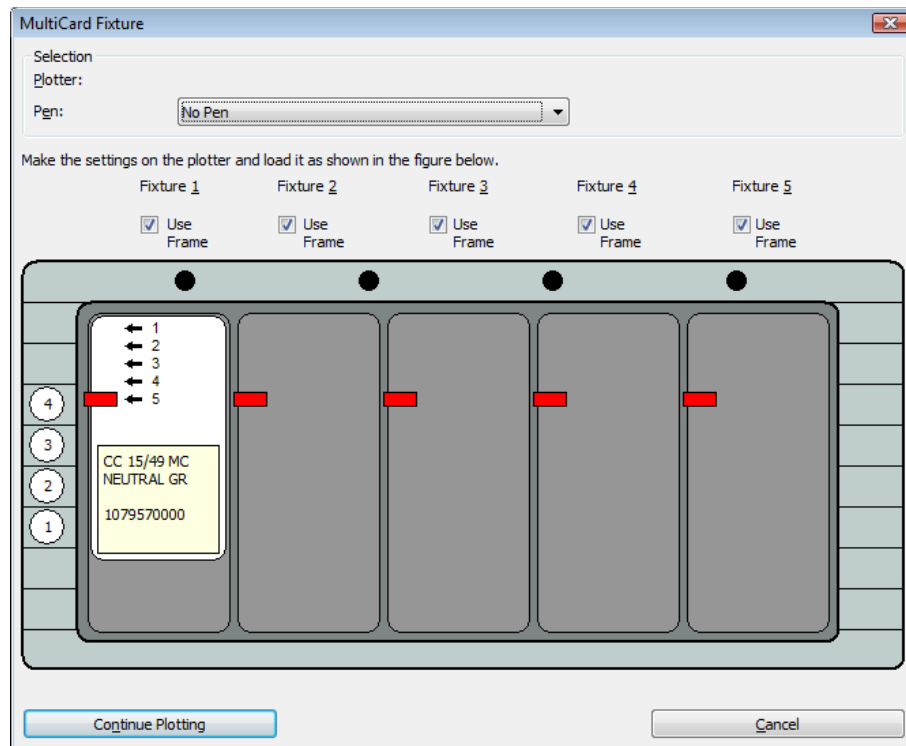 MultiCard Fixture
Selection
Plotter:
Pen:
No Pen
Make the settings on the plotter and load it as shown in the figure below.
Fixture 1
Fixture 2
Fixture 3
Fixture 4
Fixture 5
Use Frame
Use Frame
Use Frame
Use Frame
Use Frame
1
2
3
4
5
4
3
2
1
CC 15/49 MC
NEUTRAL GR
1079570000
Continue Plotting
Cancel